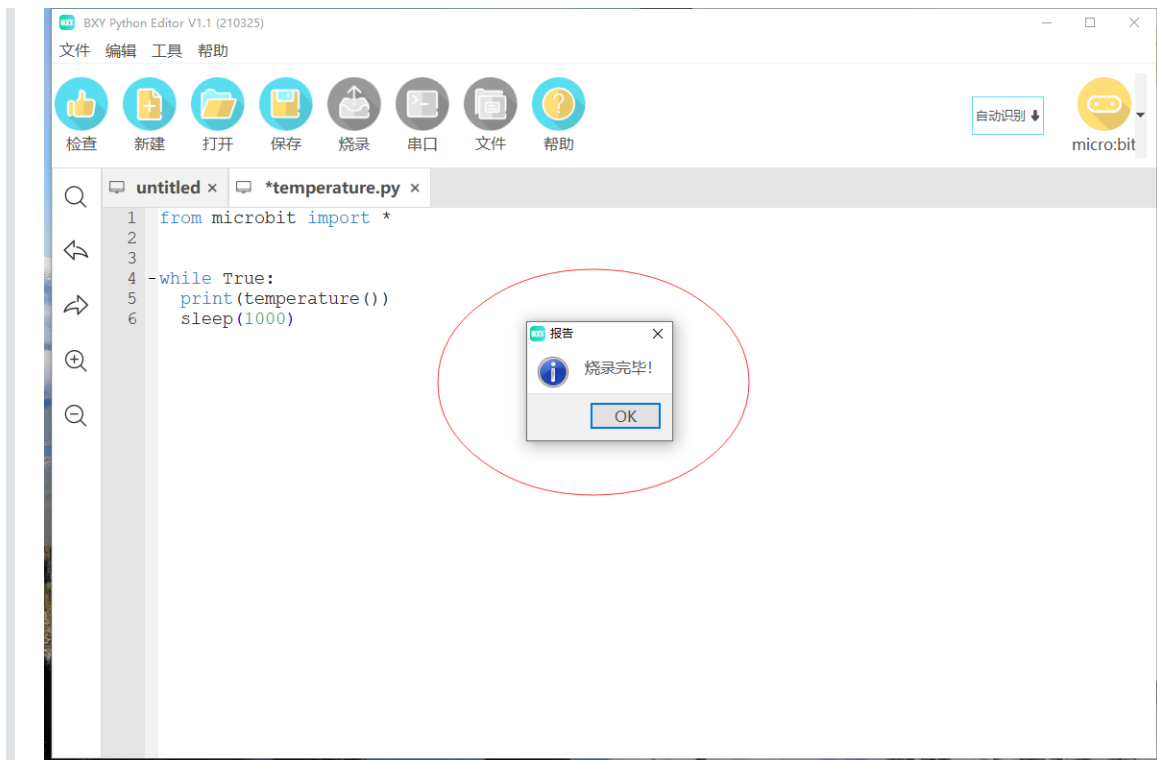 BXY Python Editor V1.1 (210325)
文件 编辑 工具 帮助
检查 新建 打开 保存 烧录 串口 文件 帮助
自动识别
micro:bit
untitled × *temperature.py ×
1 from microbit import *
2
3
4 -while True:
5   print(temperature())
6   sleep(1000)
BXY 报告
烧录完毕!
OK